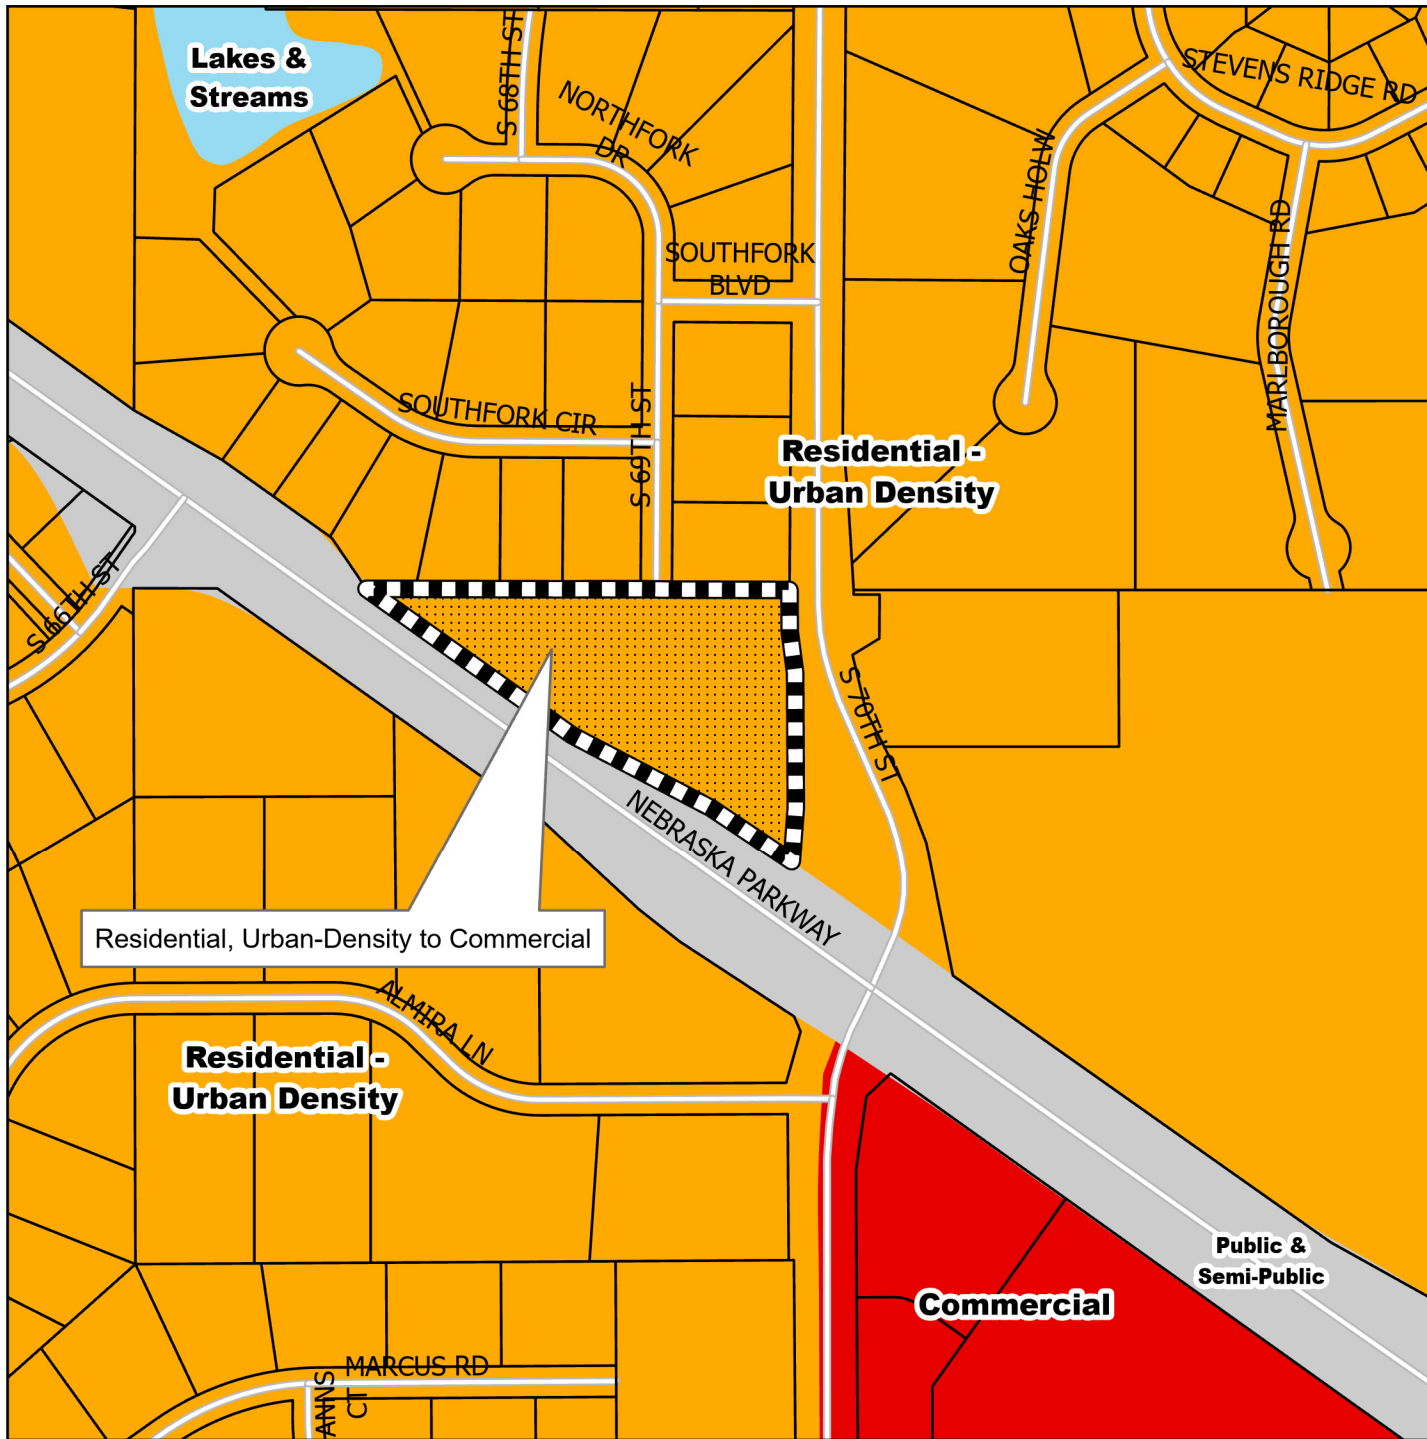 Lakes &
Streams
S 68TH ST
NORTHFORK
DR
STEVENS RIDGE RD
OAKS HOLW
MARLBOROUGH RD
SOUTHFORK
BLVD
SOUTHFORK CIR
S 69TH ST
Residential -
Urban Density
S 66TH ST
S 70TH ST
NEBRASKA PARKWAY
Residential, Urban-Density to Commercial
ALMIRA LN
Residential -
Urban Density
Public &
Semi-Public
Commercial
MARCUS RD
ANNS
CT